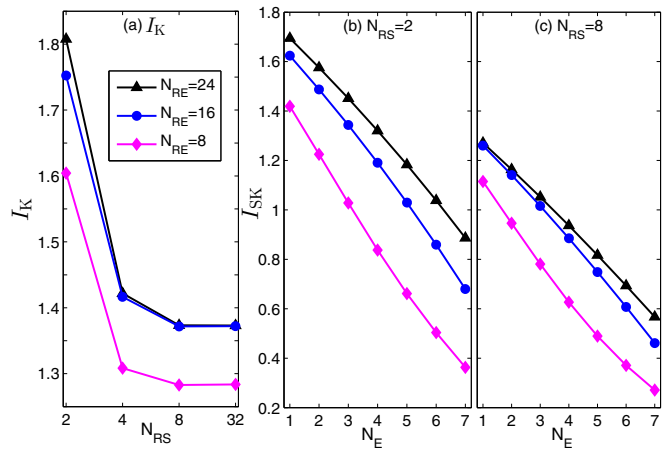 (a) I_K
(b) N_RS=2
(c) N_RS=8
N_RE=24
N_RE=16
N_RE=8
I_K
1.8
1.7
1.6
1.5
1.4
1.3
2 4 8 32
N_RS
I_SK
1.8
1.6
1.4
1.2
1
0.8
0.6
0.4
0.2
1 2 3 4 5 6 7
N_E
1 2 3 4 5 6 7
N_E